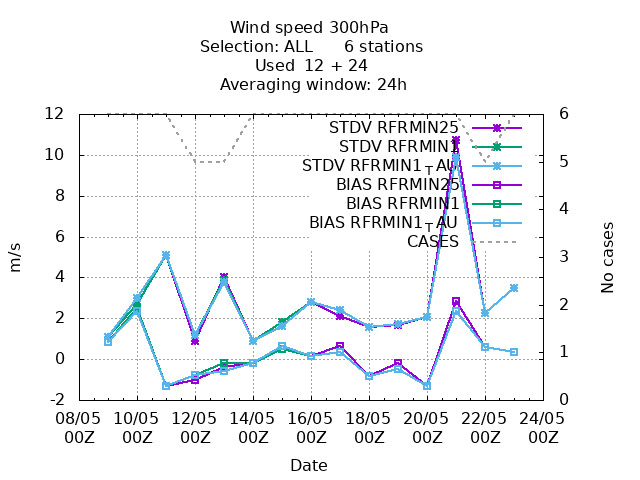 Wind speed 300hPa
Selection: ALL 6 stations
Used 12 + 24
Averaging window: 24h
STDV RFRMIN25
STDV RFRMIN1
STDV RFRMIN1TAU
BIAS RFRMIN25
BIAS RFRMIN1
BIAS RFRMIN1TAU
CASES
12
10
8
6
4
2
0
-2
m/s
6
5
4
3
2
1
0
No cases
08/05 10/05 12/05 14/05 16/05 18/05 20/05 22/05 24/05
00Z 00Z 00Z 00Z 00Z 00Z 00Z 00Z 00Z
Date